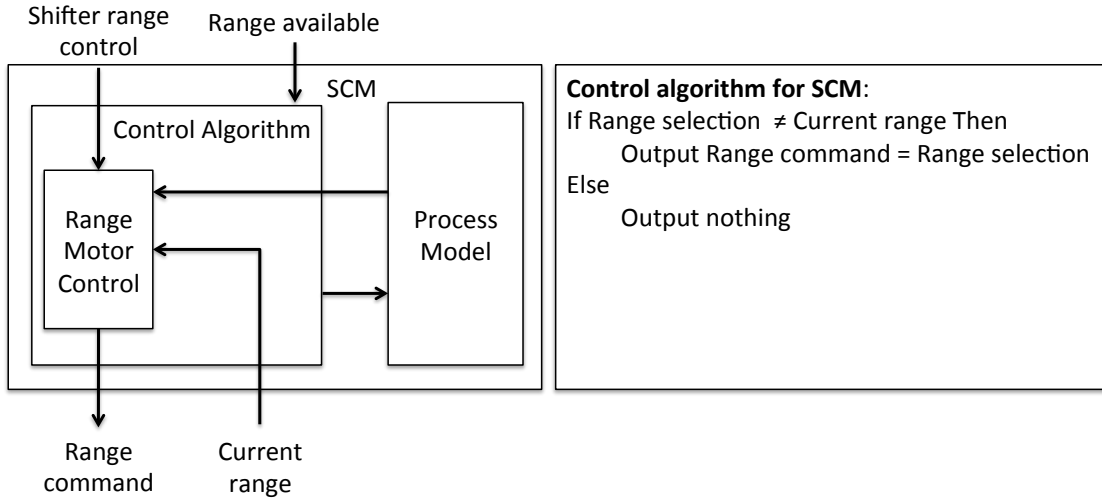 Shifter range
control
Range available
SCM
Control Algorithm
Range
Motor
Control
Process
Model
Range
command
Current
range
Control algorithm for SCM:
If Range selection ≠ Current range Then
Output Range command = Range selection
Else
Output nothing